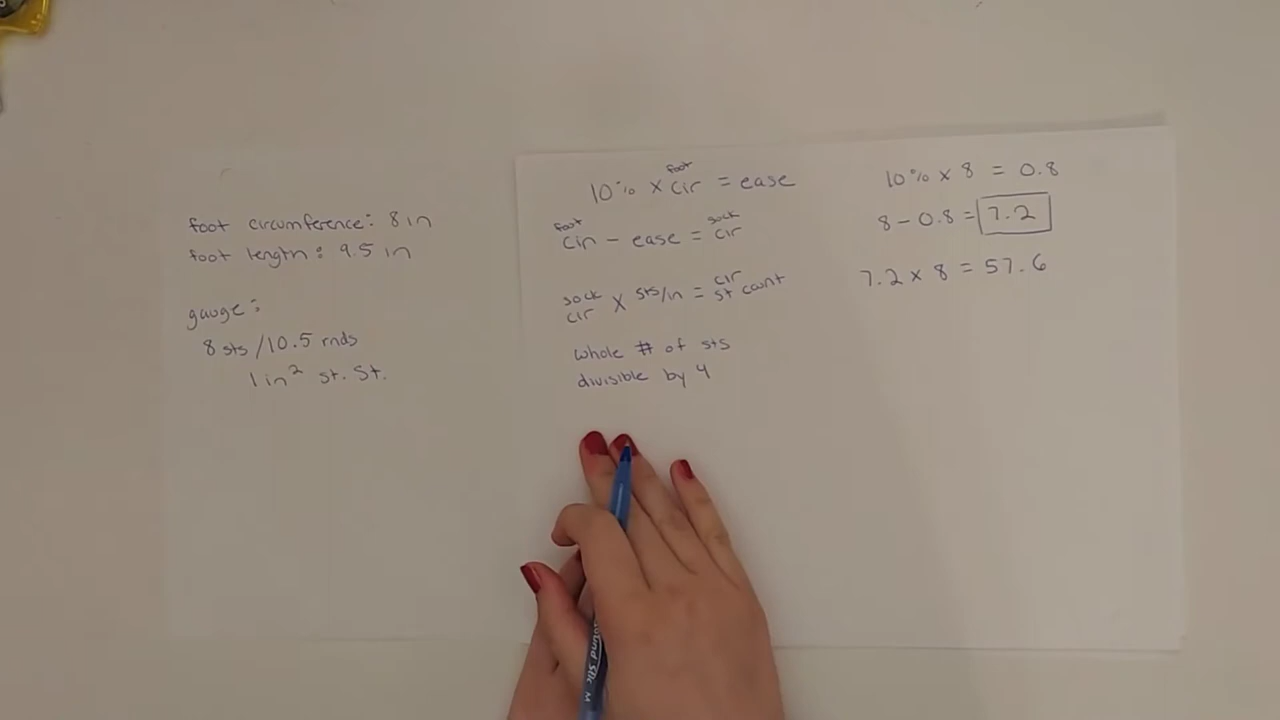 foot circumference: 8 in
foot length: 9.5 in
gauge:
8 sts/10.5 rnds
1 in² st. St.
10% x foot cir = ease
foot cir - ease = sock cir
sock cir x sts/in = cir st count
whole # of sts
divisible by 4
10% x 8 = 0.8
8 - 0.8 = 7.2
7.2 x 8 = 57.6
Round Stic M